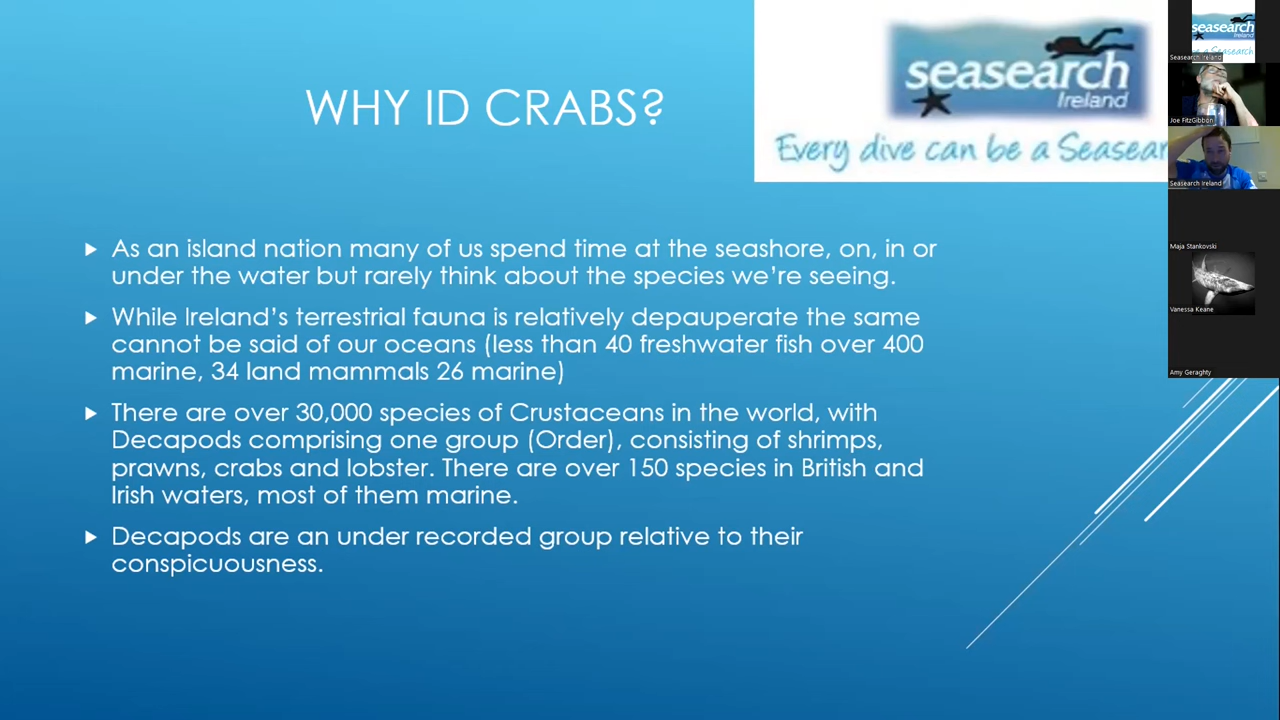 WHY ID CRABS?
seasearch
Ireland
Every dive can be a Seasear
As an island nation many of us spend time at the seashore, on, in or
under the water but rarely think about the species we're seeing.
While Ireland's terrestrial fauna is relatively depauperate the same
cannot be said of our oceans (less than 40 freshwater fish over 400
marine, 34 land mammals 26 marine)
There are over 30,000 species of Crustaceans in the world, with
Decapods comprising one group (Order), consisting of shrimps,
prawns, crabs and lobster. There are over 150 species in British and
Irish waters, most of them marine.
Decapods are an under recorded group relative to their
conspicuousness.
seasearch
Ireland
Seasearch Ireland
Joe FitzGibbon
Seasearch Ireland
Maja Stankovski
Vanessa Keane
Amy Geraghty